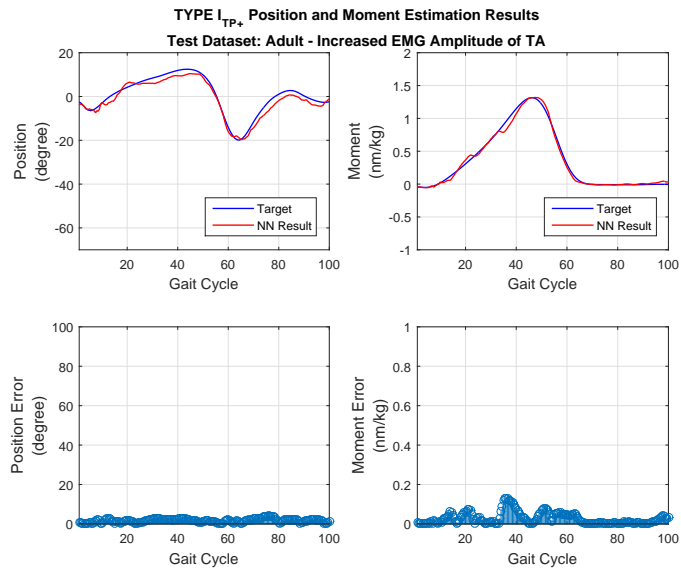 TYPE I_TP+ Position and Moment Estimation Results
Test Dataset: Adult - Increased EMG Amplitude of TA
20
0
-20
-40
-60
Position
(degree)
Target
NN Result
20 40 60 80 100
Gait Cycle
2
1.5
1
0.5
0
-0.5
-1
Moment
(nm/kg)
Target
NN Result
20 40 60 80 100
Gait Cycle
100
80
60
40
20
0
Position Error
(degree)
20 40 60 80 100
Gait Cycle
1
0.8
0.6
0.4
0.2
0
Moment Error
(nm/kg)
20 40 60 80 100
Gait Cycle